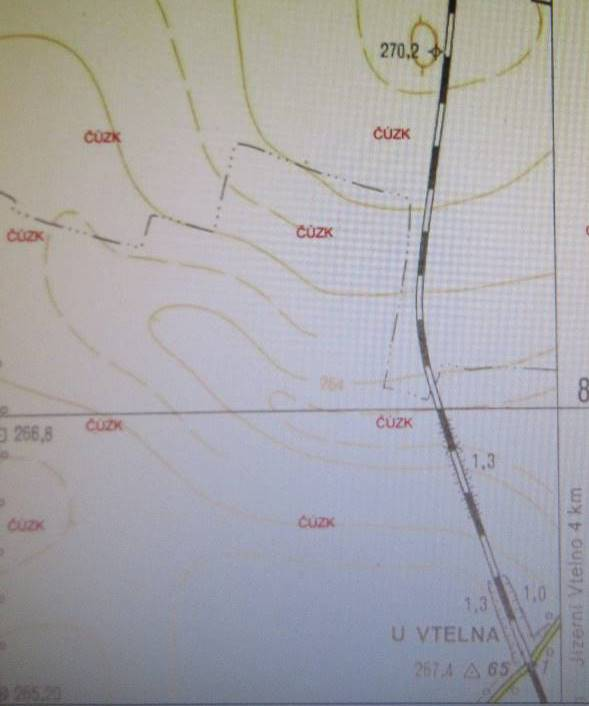 270,2
ČÚZK
ČÚZK
ČÚZK
ČÚZK
264
8
ČÚZK
ČÚZK
266,8
1,3
ČÚZK
ČÚZK
1,3
1,0
U VTELNA
267,4
65
265,20
Jizerní Vtelno 4 km